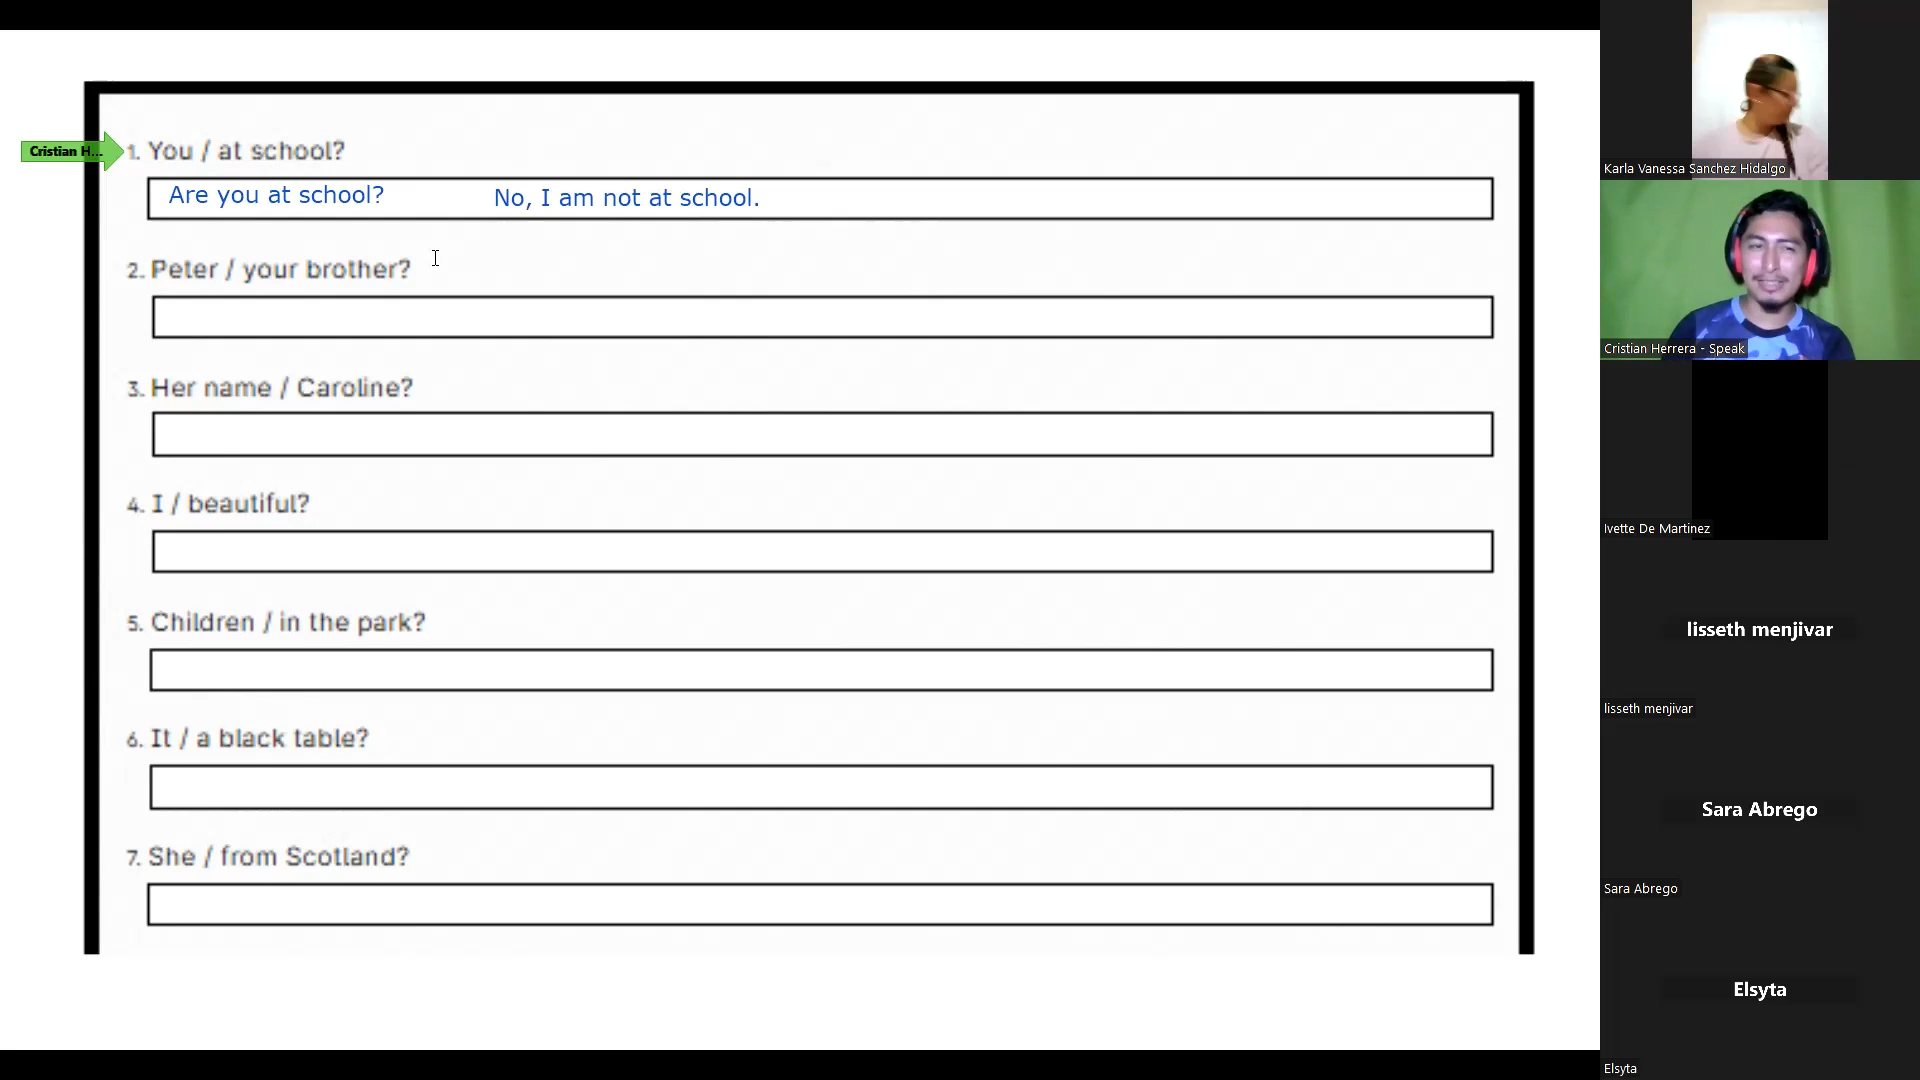 Cristian H...
1. You / at school?
Are you at school? No, I am not at school.
2. Peter / your brother?
3. Her name / Caroline?
4. I / beautiful?
5. Children / in the park?
6. It / a black table?
7. She / from Scotland?
Karla Vanessa Sanchez Hidalgo
Cristian Herrera - Speak
Ivette De Martinez
lisseth menjivar
lisseth menjivar
Sara Abrego
Sara Abrego
Elsyta
Elsyta